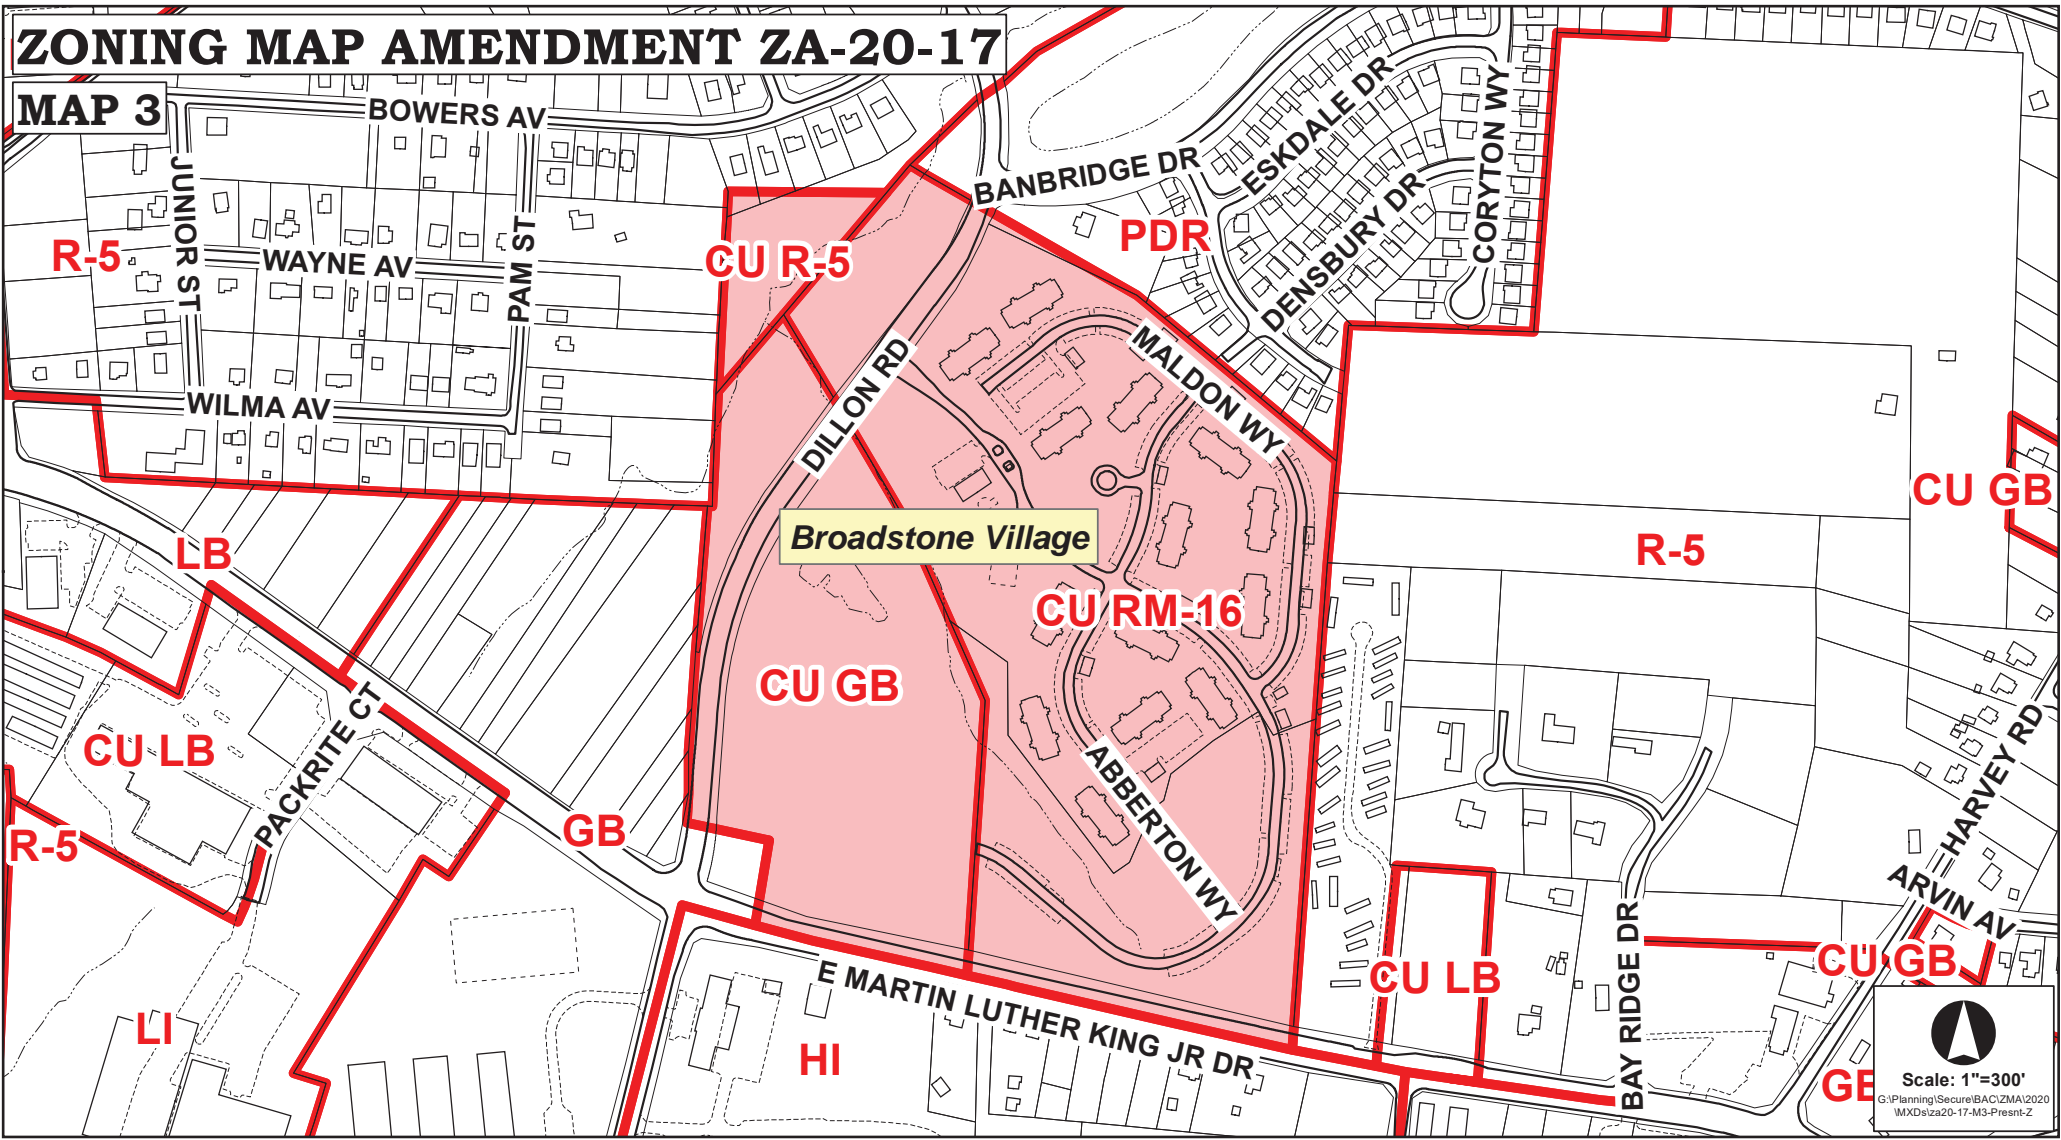 ZONING MAP AMENDMENT ZA-20-17
MAP 3
BOWERS AV
JUNIOR ST
WAYNE AV
PAM ST
WILMA AV
R-5
CU R-5
BANBRIDGE DR
ESKDALE DR
CORYTON WY
DENSBURY DR
PDR
MALDON WY
DILLON RD
Broadstone Village
CU RM-16
CU GB
ABBERTON WY
R-5
CU GB
LB
CU LB
PACKRITE CT
R-5
GB
LI
HI
E MARTIN LUTHER KING JR DR
CU LB
BAY RIDGE DR
HARVEY RD
ARVIN AV
CU GB
GB
Scale: 1"=300'
G:\Planning\Secure\BAC\ZMA\2020
\MXDs\za20-17-M3-Presnt-Z